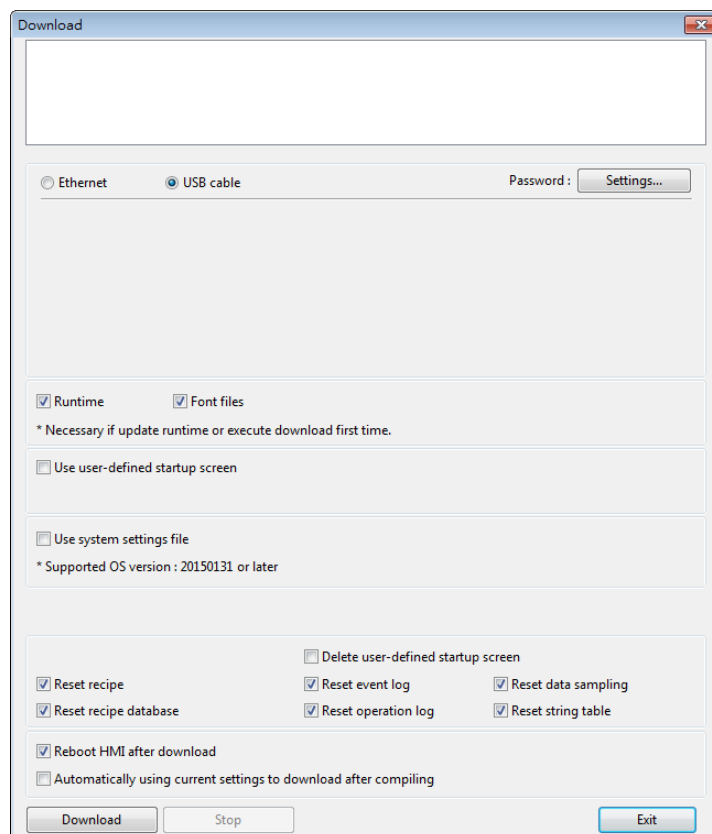 Download
Ethernet USB cable Password : Settings...
Runtime Font files
* Necessary if update runtime or execute download first time.
Use user-defined startup screen
Use system settings file
* Supported OS version : 20150131 or later
Delete user-defined startup screen
Reset recipe Reset event log Reset data sampling
Reset recipe database Reset operation log Reset string table
Reboot HMI after download
Automatically using current settings to download after compiling
Download Stop Exit